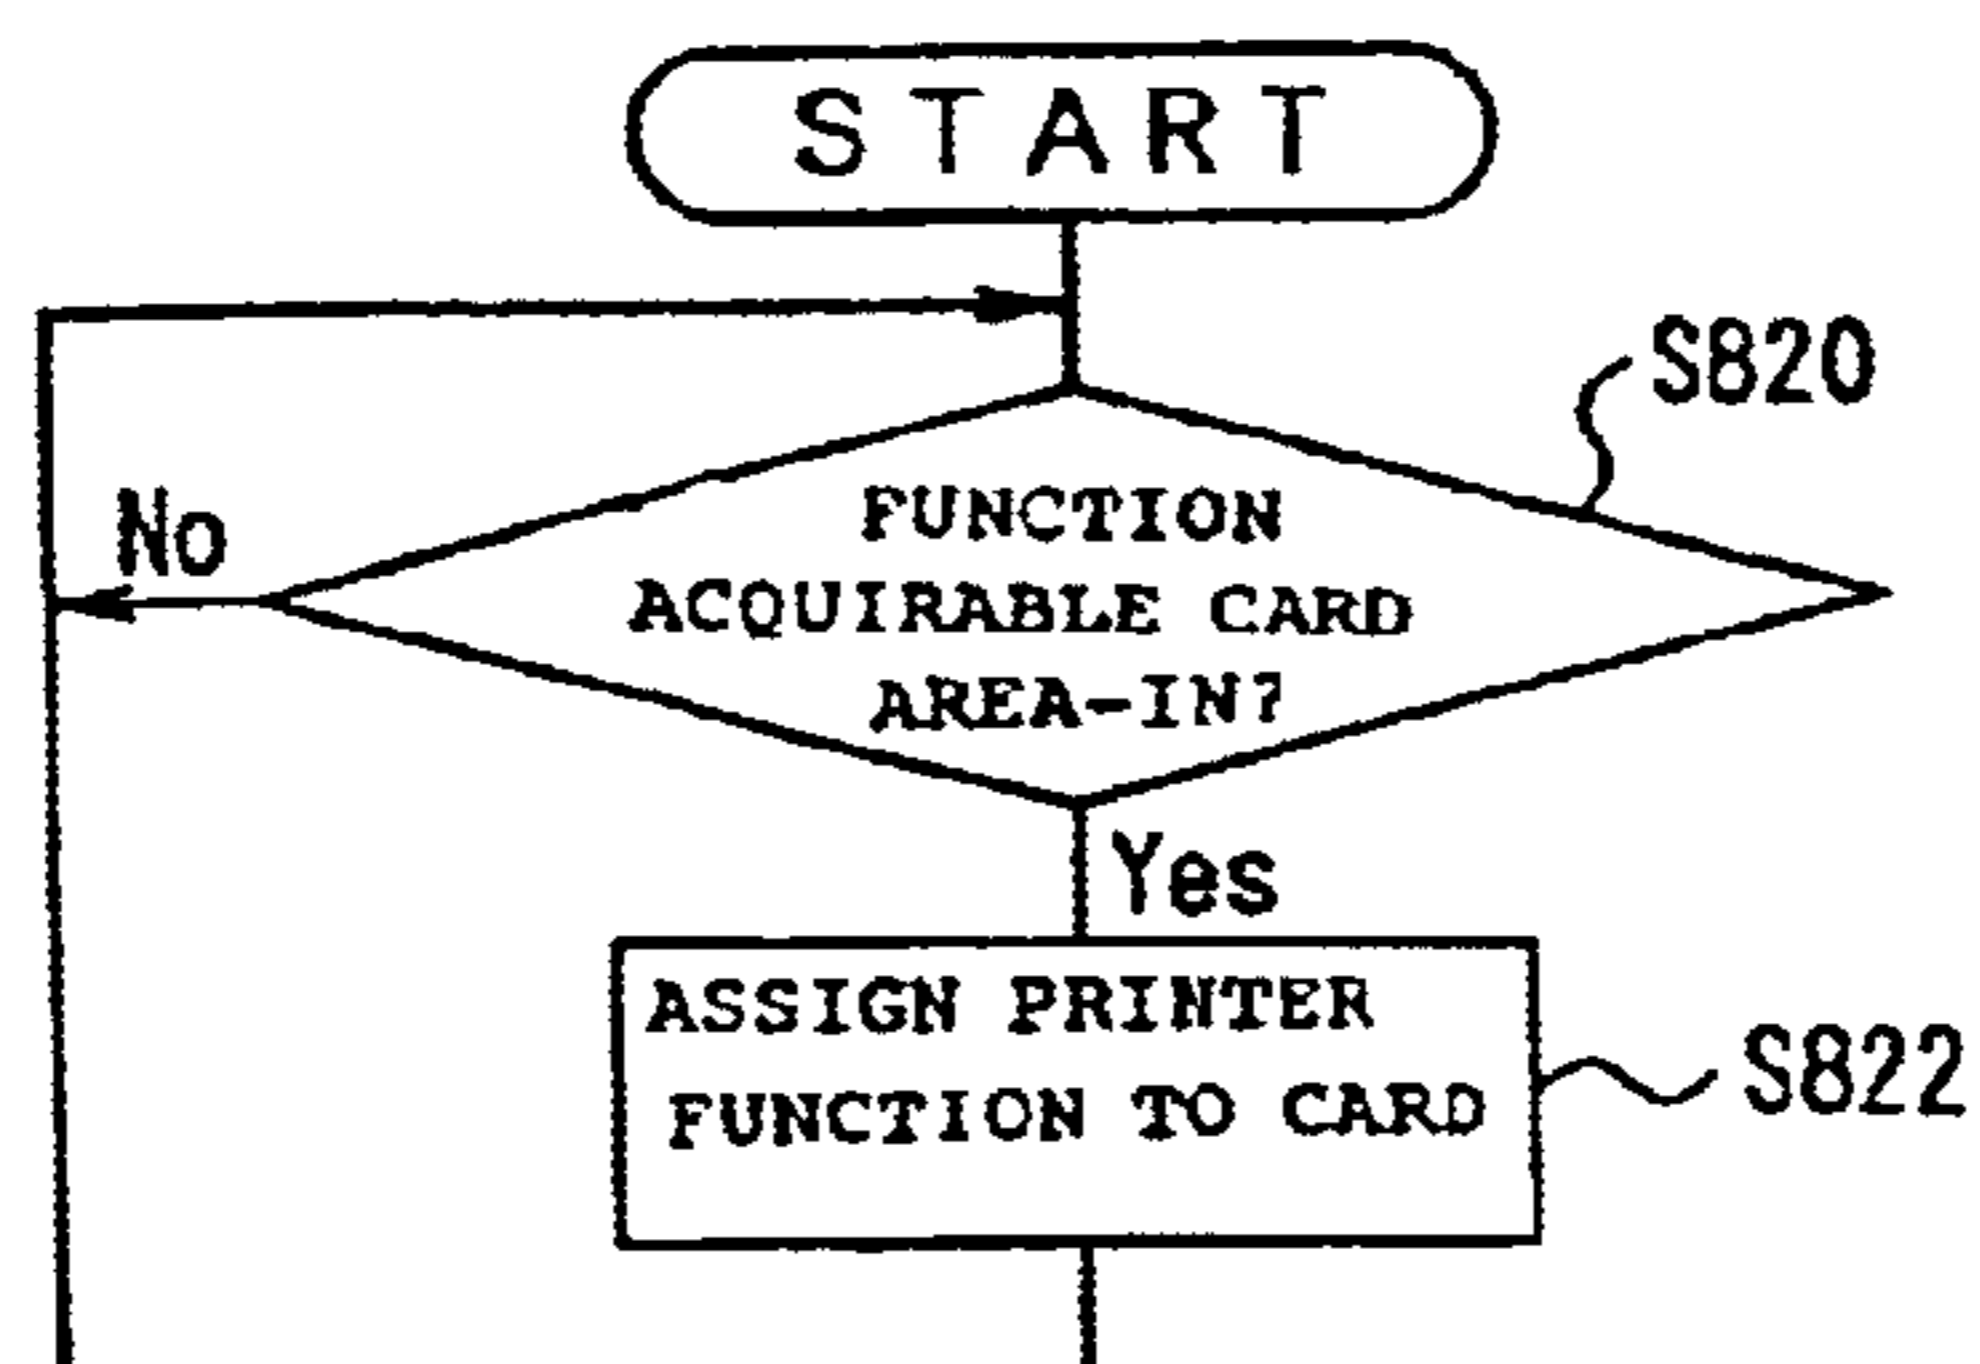 START
S820
No
FUNCTION
ACQUIRABLE CARD
AREA-IN?
Yes
ASSIGN PRINTER
FUNCTION TO CARD
S822